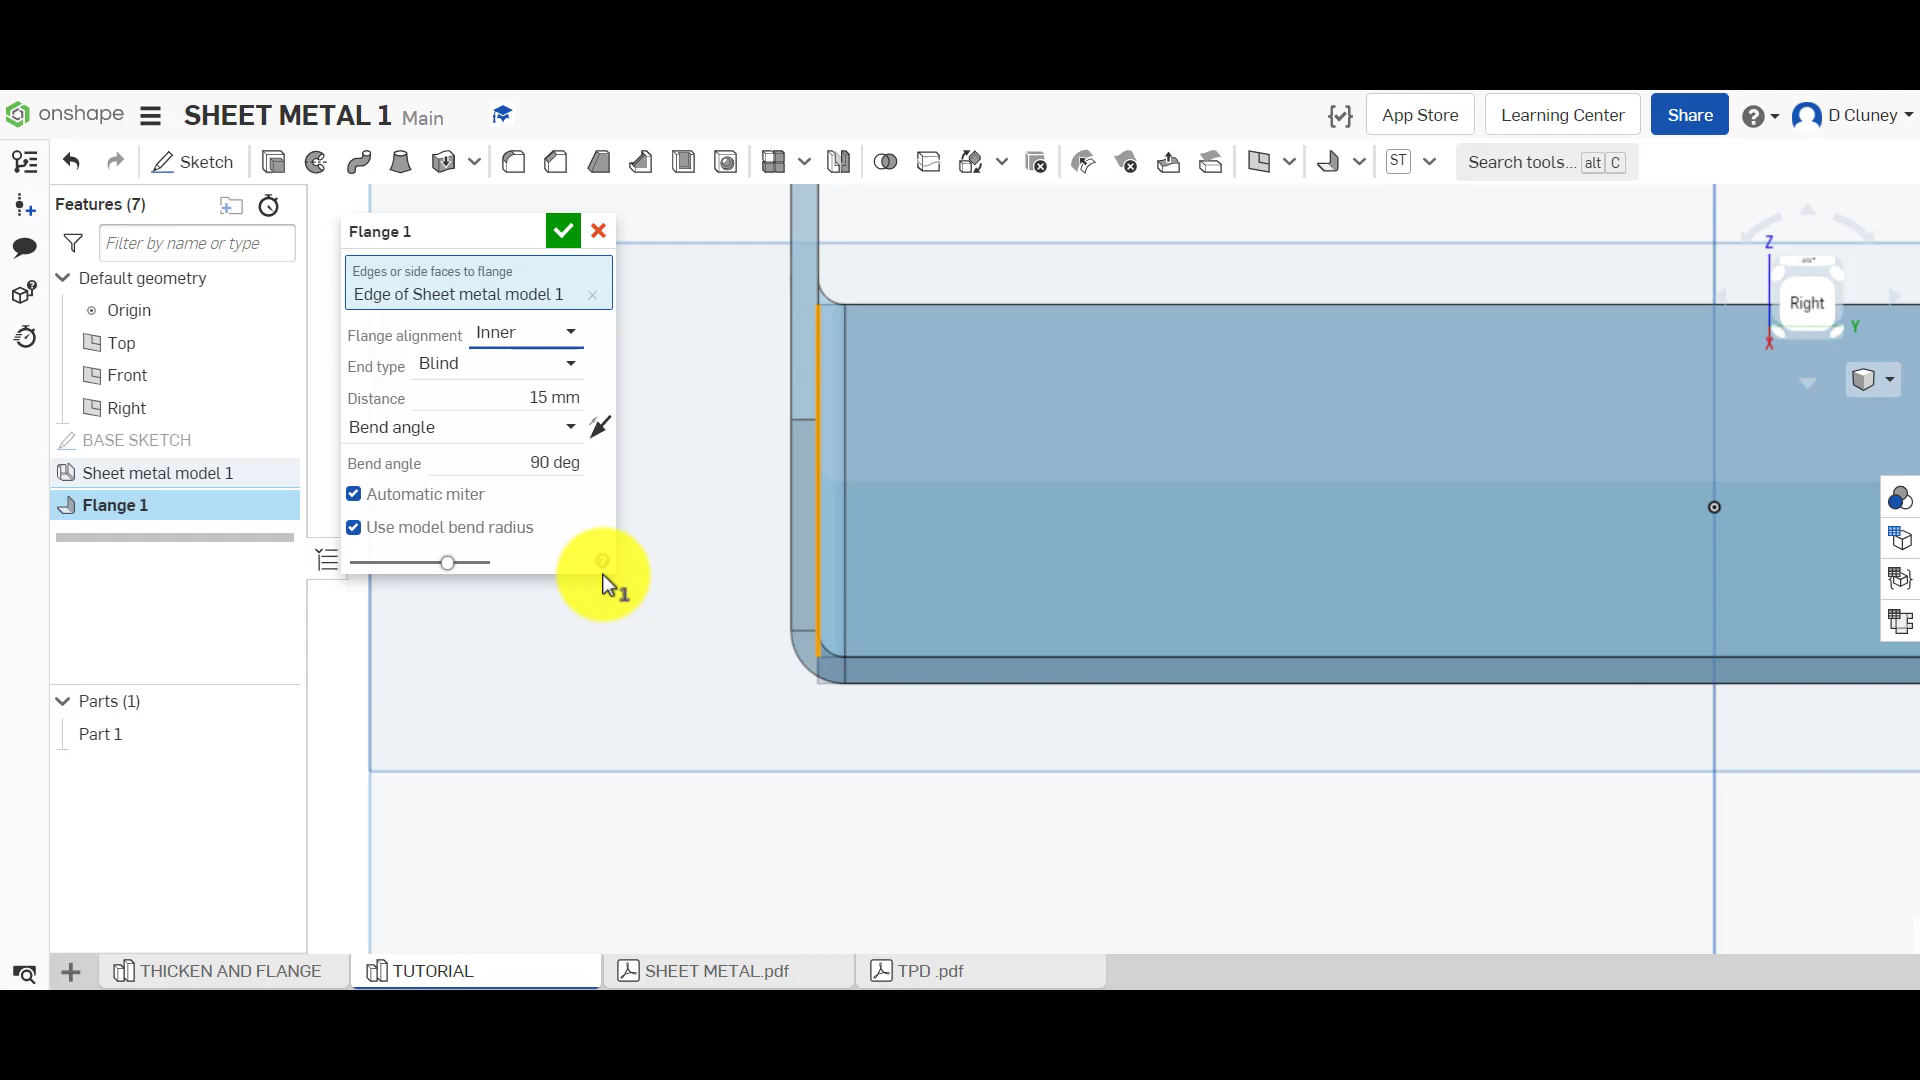 onshape SHEET METAL 1 Main App Store Learning Center Share D Cluney
Sketch ST Search tools... alt C
Features (7)
Filter by name or type
Default geometry
Origin
Top
Front
Right
BASE SKETCH
Sheet metal model 1
Flange 1
Parts (1)
Part 1
Flange 1
Edges or side faces to flange
Edge of Sheet metal model 1
Flange alignment Inner
End type Blind
Distance 15 mm
Bend angle
Bend angle 90 deg
Automatic miter
Use model bend radius
1
Z
Right
Y
X
THICKEN AND FLANGE TUTORIAL SHEET METAL.pdf TPD .pdf